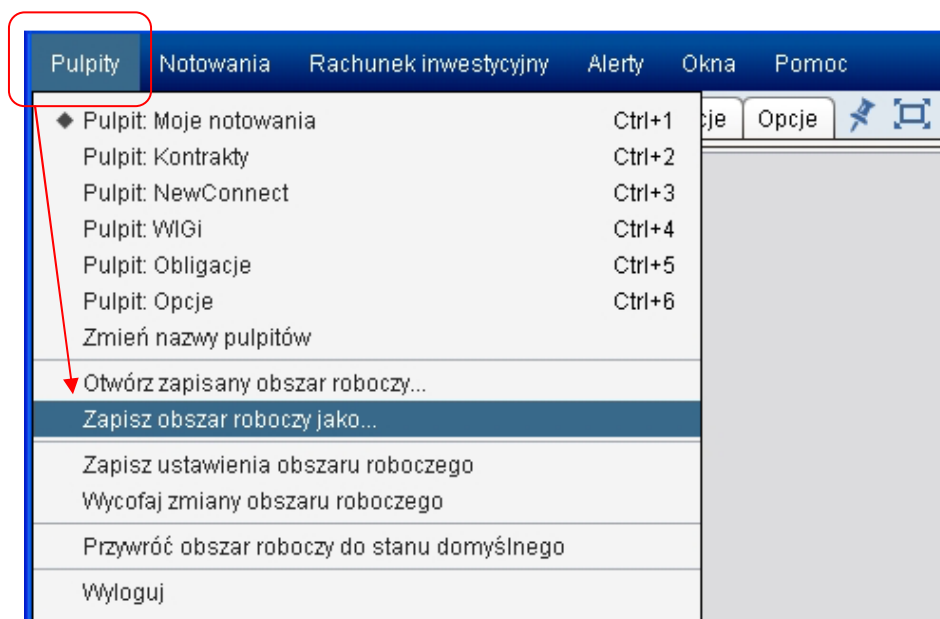 Pulpity Notowania Rachunek inwestycyjny Alerty Okna Pomoc
Opcje
Pulpit: Moje notowania Ctrl+1
Pulpit: Kontrakty Ctrl+2
Pulpit: NewConnect Ctrl+3
Pulpit: WIGi Ctrl+4
Pulpit: Obligacje Ctrl+5
Pulpit: Opcje Ctrl+6
Zmień nazwy pulpitów
Otwórz zapisany obszar roboczy...
Zapisz obszar roboczy jako...
Zapisz ustawienia obszaru roboczego
Wycofaj zmiany obszaru roboczego
Przywróć obszar roboczy do stanu domyślnego
Wyloguj